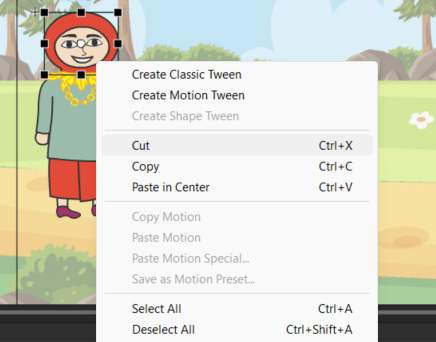 Create Classic Tween
Create Motion Tween
Create Shape Tween
Cut Ctrl+X
Copy Ctrl+C
Paste in Center Ctrl+V
Copy Motion
Paste Motion
Paste Motion Special...
Save as Motion Preset...
Select All Ctrl+A
Deselect All Ctrl+Shift+A